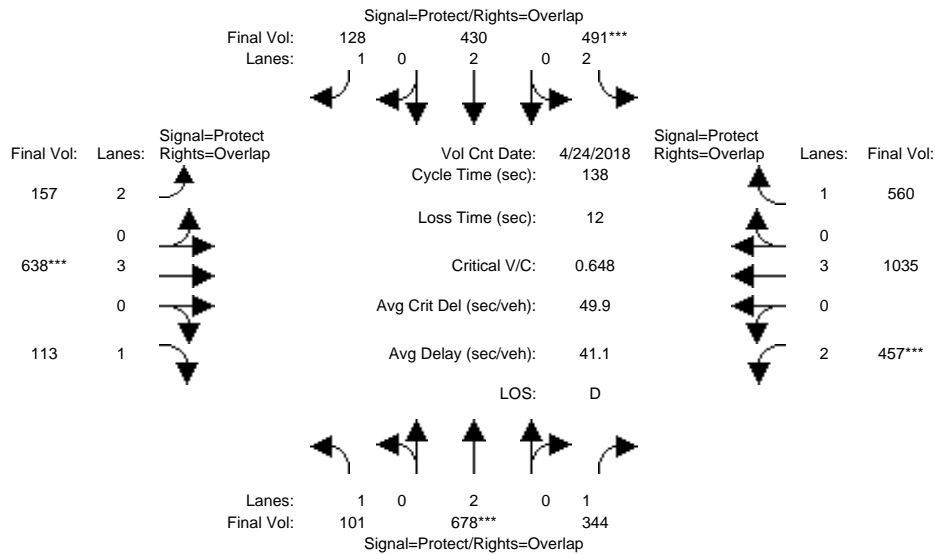 Signal=Protect/Rights=Overlap
Final Vol: 128 430 491***
Lanes: 1 0 2 0 2
Signal=Protect
Final Vol: Lanes: Rights=Overlap
Vol Cnt Date: 4/24/2018
Signal=Protect
Rights=Overlap Lanes: Final Vol:
Cycle Time (sec): 138
157 2
1 560
Loss Time (sec): 12
0
0
638*** 3
Critical V/C: 0.648
3 1035
0
Avg Crit Del (sec/veh): 49.9
0
113 1
Avg Delay (sec/veh): 41.1
2 457***
LOS: D
Lanes: 1 0 2 0 1
Final Vol: 101 678*** 344
Signal=Protect/Rights=Overlap